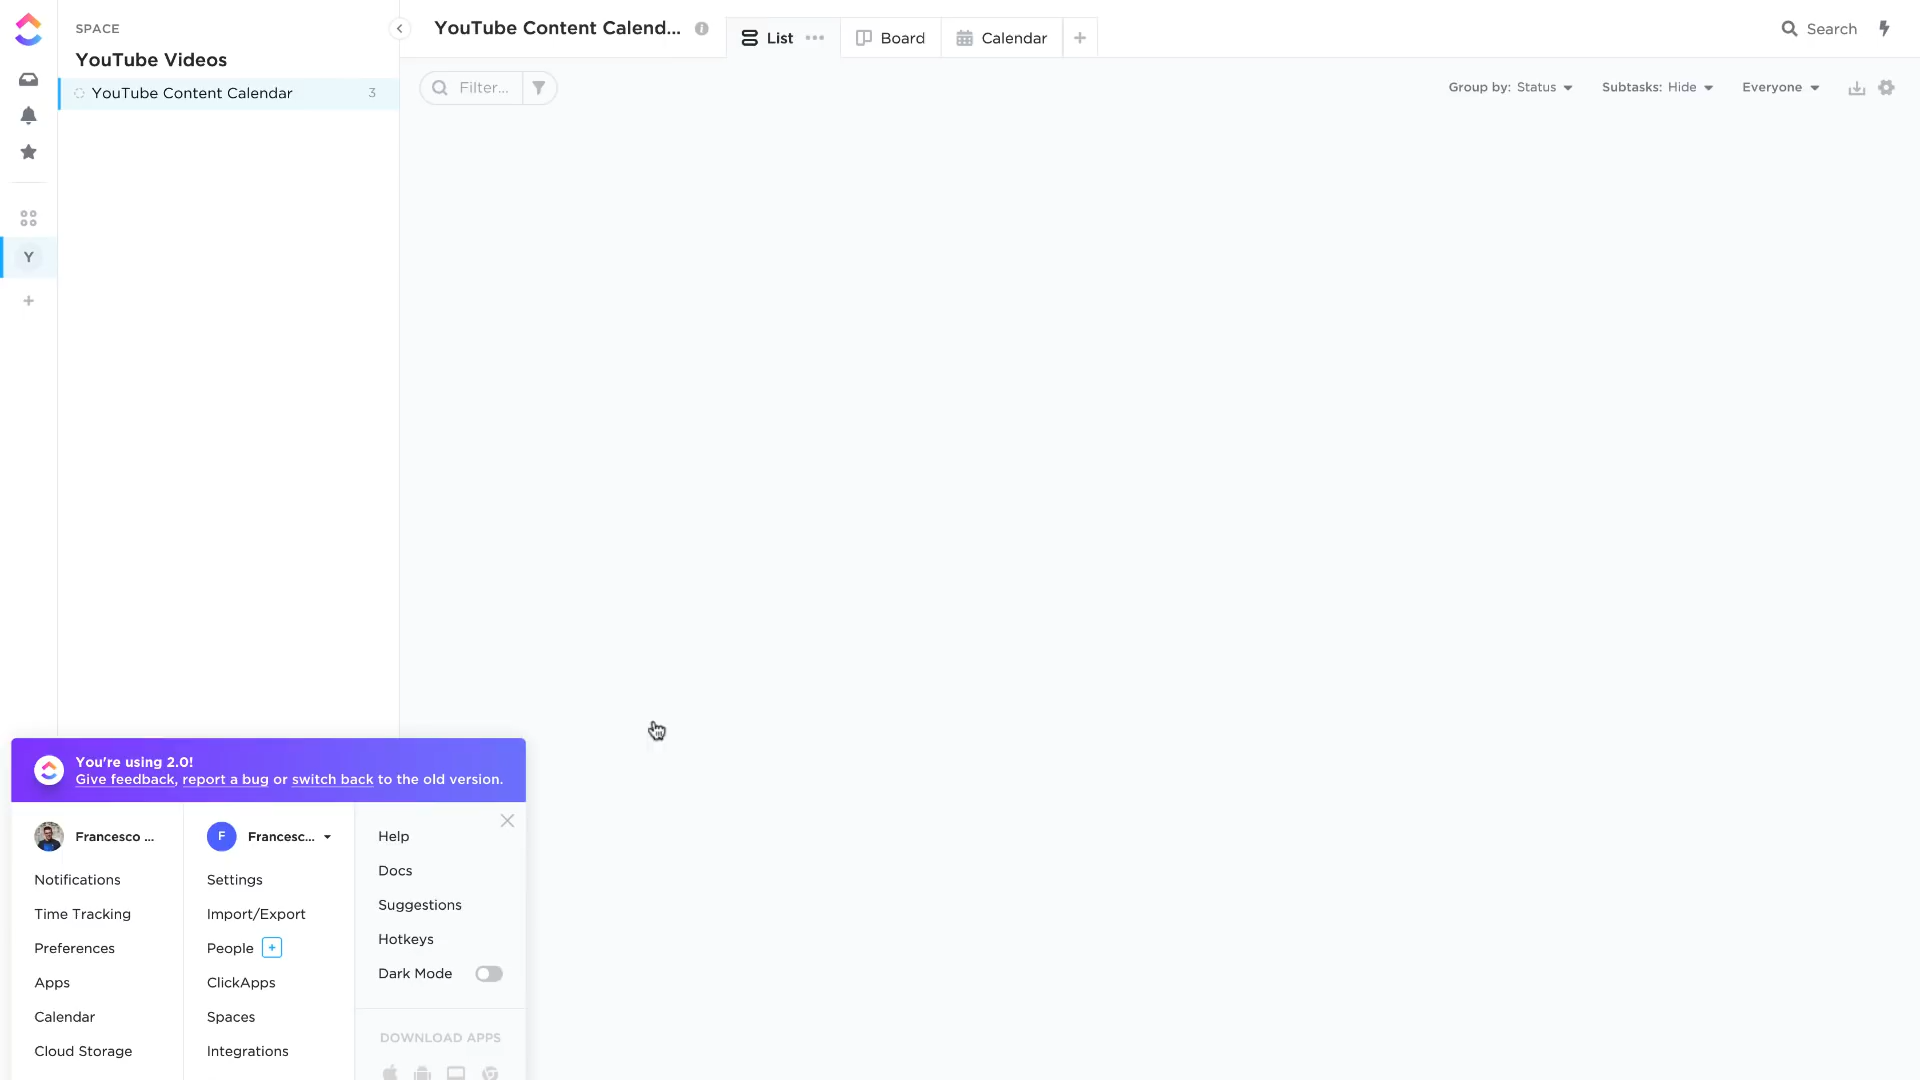 SPACE
YouTube Videos
YouTube Content Calendar 3
Y
YouTube Content Calend...
List
Board
Calendar
Search
Filter...
Group by: Status
Subtasks: Hide
Everyone
You're using 2.0!
Give feedback, report a bug or switch back to the old version.
Francesco ...
Notifications
Time Tracking
Preferences
Apps
Calendar
Cloud Storage
F Francesc...
Settings
Import/Export
People +
ClickApps
Spaces
Integrations
Help
Docs
Suggestions
Hotkeys
Dark Mode
DOWNLOAD APPS